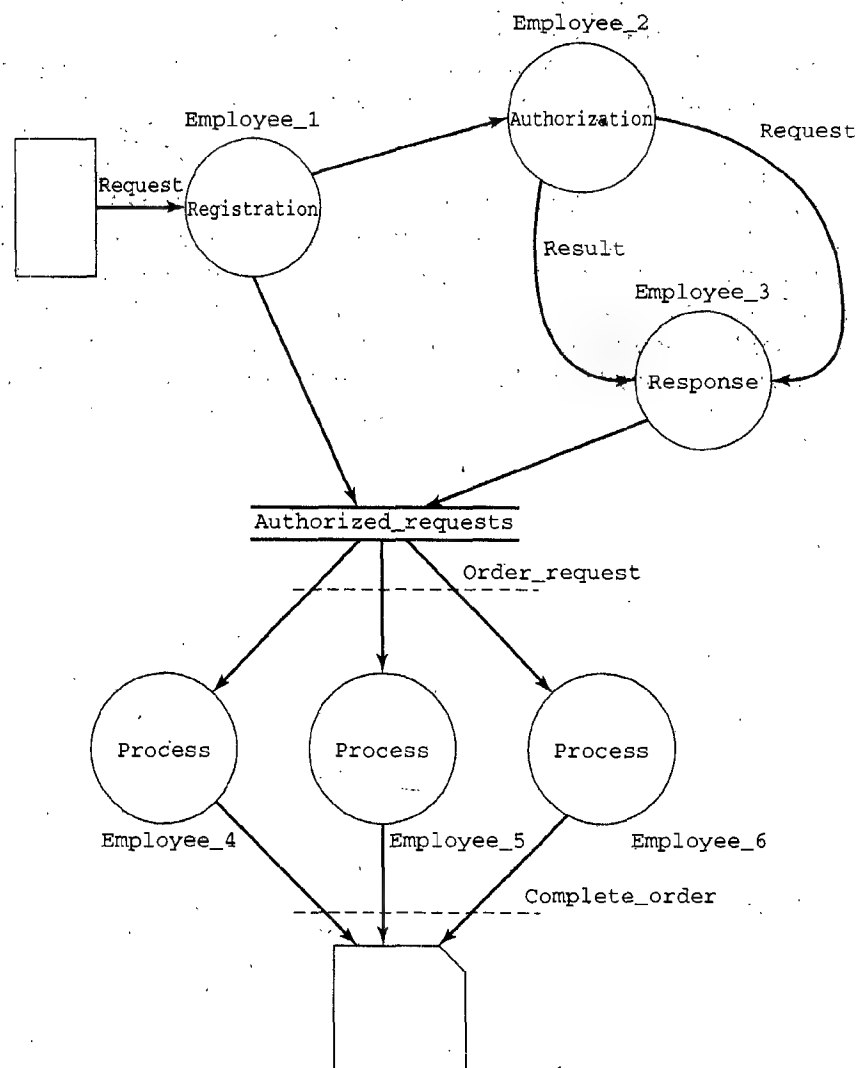 Employee_2
Employee_1
Authorization
Request
Request
Registration
Result
Employee_3
Response
Authorized_requests
Order_request
Process
Process
Process
Employee_4
Employee_5
Employee_6
Complete_order